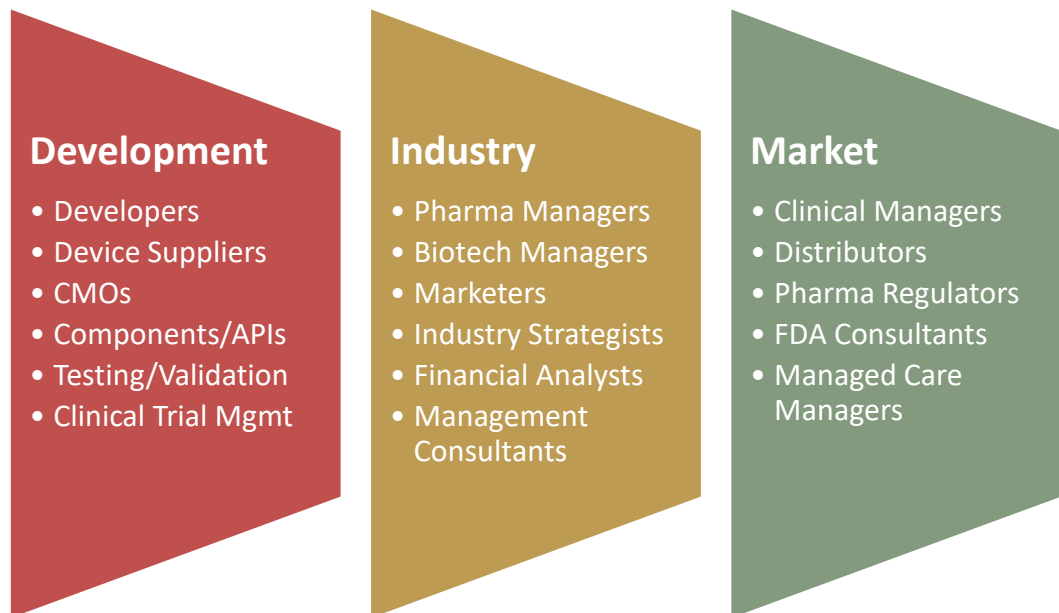 Development
• Developers
• Device Suppliers
• CMOs
• Components/APIs
• Testing/Validation
• Clinical Trial Mgmt
Industry
• Pharma Managers
• Biotech Managers
• Marketers
• Industry Strategists
• Financial Analysts
• Management
Consultants
Market
• Clinical Managers
• Distributors
• Pharma Regulators
• FDA Consultants
• Managed Care
Managers